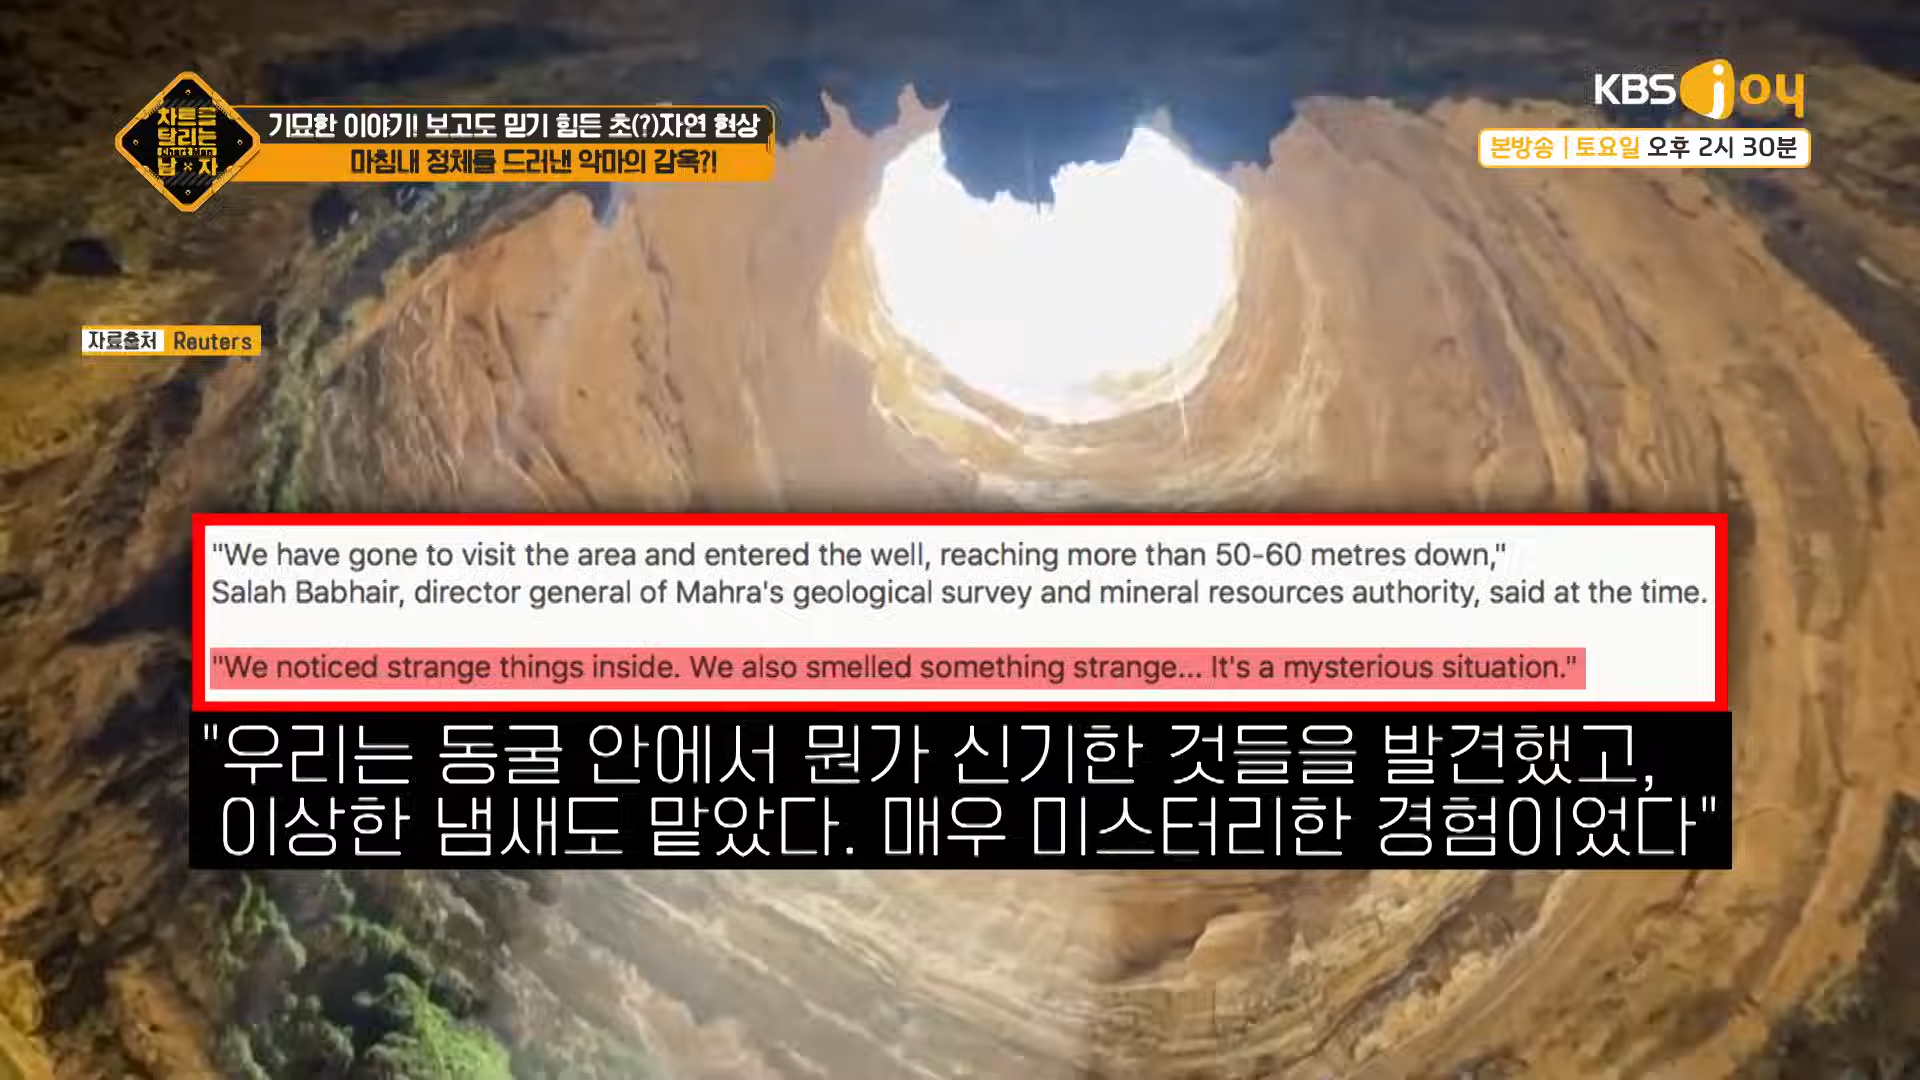 차트를
달리는
Chart Man
남자
기묘한 이야기! 보고도 믿기 힘든 초(?)자연 현상
마침내 정체를 드러낸 악마의 감옥?!
KBS joy
본방송 | 토요일 오후 2시 30분
자료출처 Reuters
"We have gone to visit the area and entered the well, reaching more than 50-60 metres down,"
Salah Babhair, director general of Mahra's geological survey and mineral resources authority, said at the time.
"We noticed strange things inside. We also smelled something strange... It's a mysterious situation."
"우리는 동굴 안에서 뭔가 신기한 것들을 발견했고,
이상한 냄새도 맡았다. 매우 미스터리한 경험이었다"